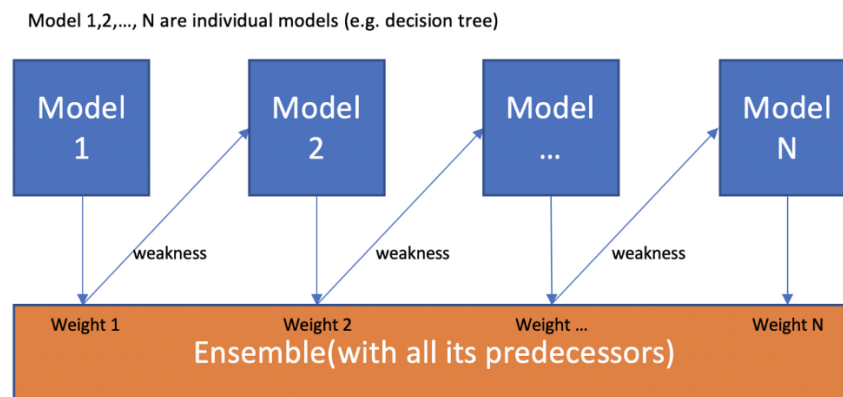 Model 1,2,..., N are individual models (e.g. decision tree)
Model
1
Model
2
Model
...
Model
N
weakness
weakness
weakness
Weight 1
Weight 2
Weight ...
Weight N
Ensemble(with all its predecessors)